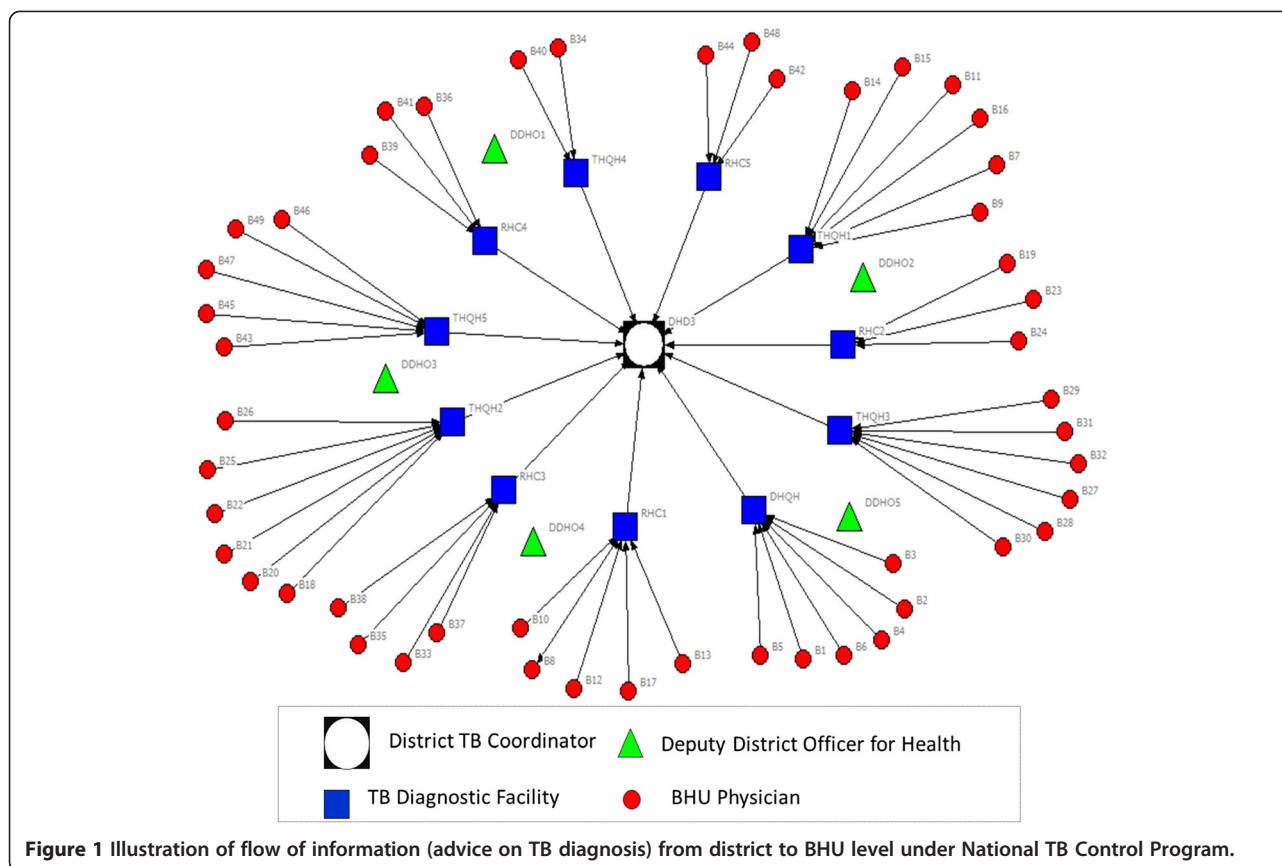 B34
B40
B48
B44
B42
B15
B14
B11
B16
B41
B36
B39
DDHO1
THQH4
RHC5
B7
B9
B46
B49
RHC4
THQH1
B19
DDHO2
B47
B23
B45
B43
THQH5
DHD3
RHC2
B24
DDHO3
B29
B26
THQH2
THQH3
B31
B32
B25
RHC3
B27
B22
DHQH
DDHO5
B28
B30
RHC1
DDHO4
B21
B3
B20
B18
B38
B2
B10
B37
B35
B4
B33
B8
B13
B5
B1
B6
B12
B17
District TB Coordinator
Deputy District Officer for Health
TB Diagnostic Facility
BHU Physician
Figure 1 Illustration of flow of information (advice on TB diagnosis) from district to BHU level under National TB Control Program.